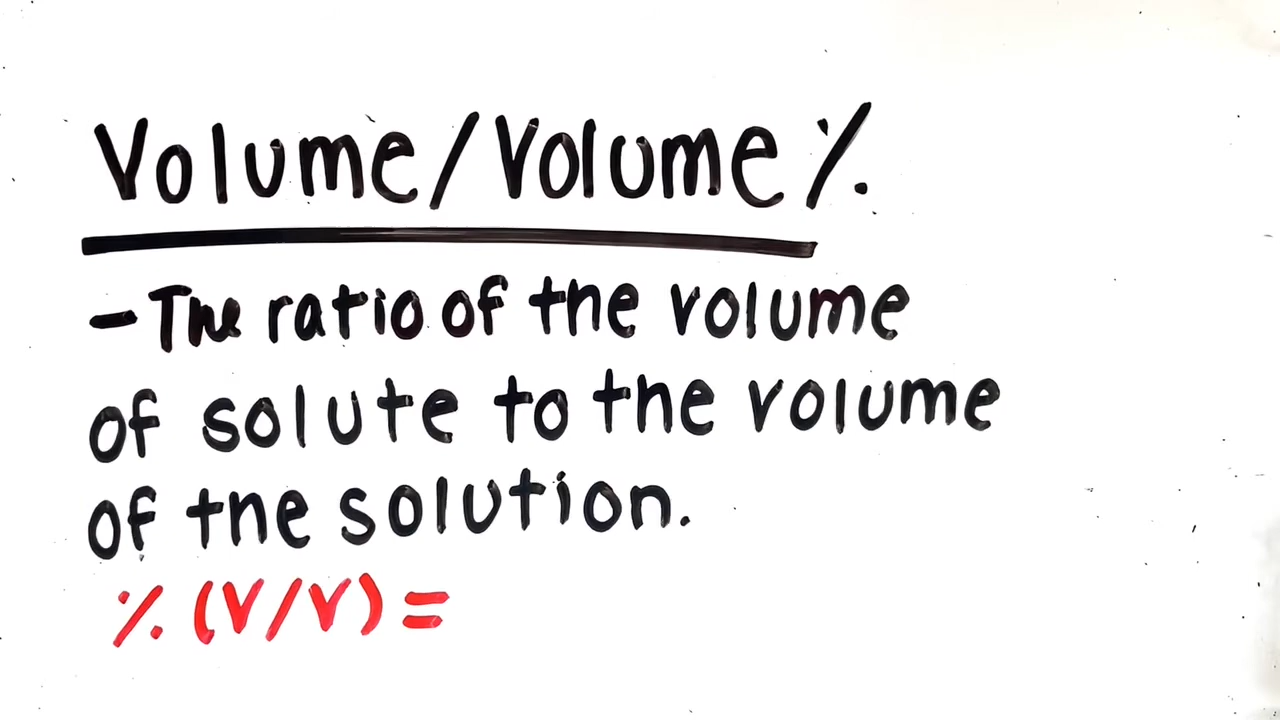 Volume/Volume %
- The ratio of the volume
of solute to the volume
of the solution.
% (V/V) =